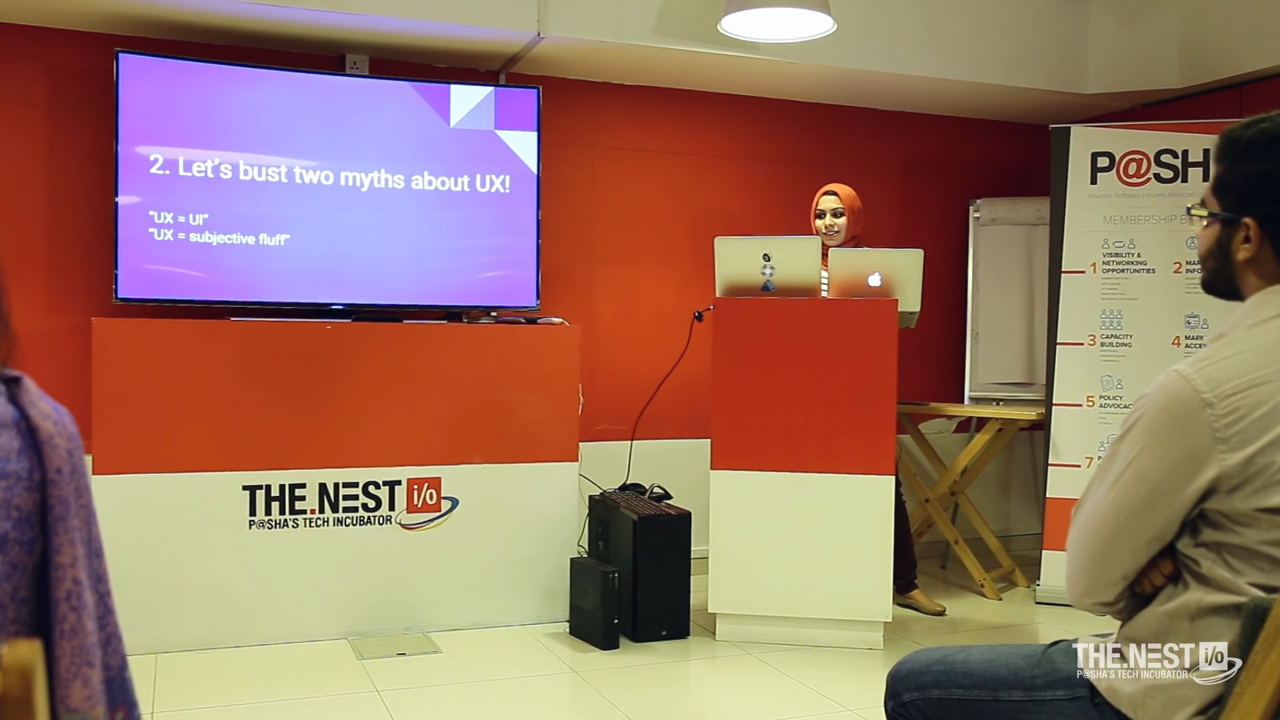 2. Let's bust two myths about UX!
"UX = UI"
"UX = subjective fluff"
THE.NEST i/o
P@SHA'S TECH INCUBATOR
P@SH
MEMBERSHIP
1 VISIBILITY &
NETWORKING
OPPORTUNITIES
2
3 CAPACITY
BUILDING
4
5 POLICY
7
THE.NEST i/o
P@SHA'S TECH INCUBATOR